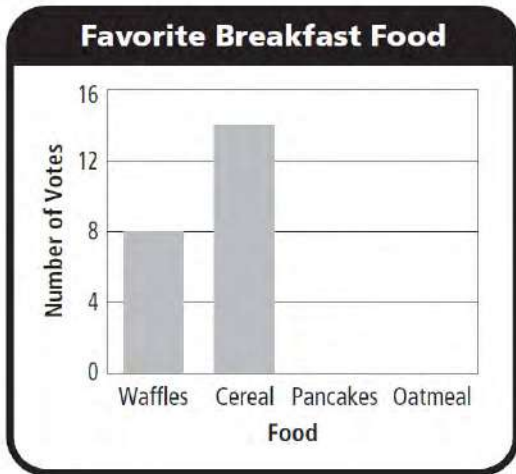 Favorite Breakfast Food
Number of Votes
16
12
8
4
0
Waffles Cereal Pancakes Oatmeal
Food